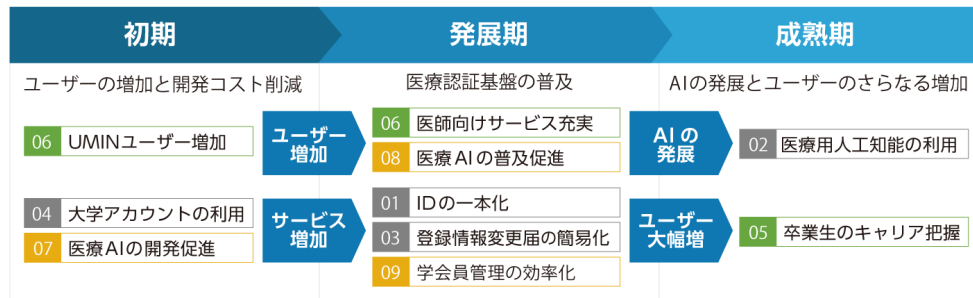 初期
発展期
成熟期
ユーザーの増加と開発コスト削減
医療認証基盤の普及
AIの発展とユーザーのさらなる増加
06 UMINユーザー増加
ユーザー
増加
06 医師向けサービス充実
08 医療AIの普及促進
AIの
発展
02 医療用人工知能の利用
04 大学アカウントの利用
07 医療AIの開発促進
サービス
増加
01 IDの一本化
03 登録情報変更届の簡易化
09 学会員管理の効率化
ユーザー
大幅増
05 卒業生のキャリア把握